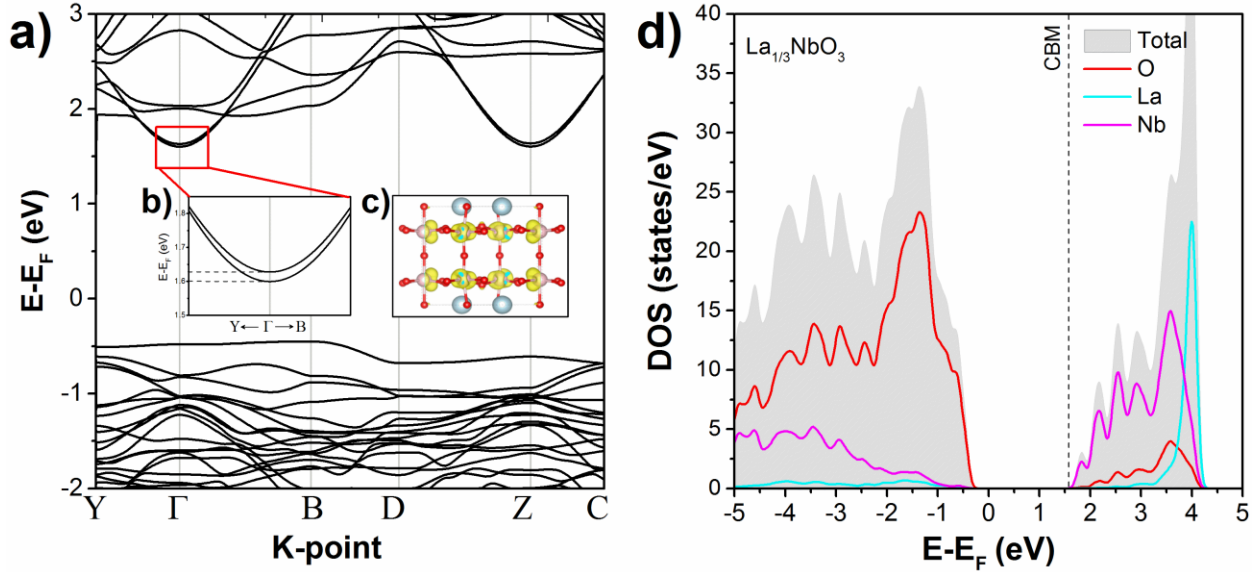 a)
E-E_F (eV)
3
2
1
0
-1
-2
b)
E-E_F (eV)
1.8
1.7
1.6
1.5
Y ← Γ → B
c)
Y Γ B D Z C
K-point
d)
DOS (states/eV)
40
35
30
25
20
15
10
5
0
La1/3NbO3
CBM
Total
O
La
Nb
-5 -4 -3 -2 -1 0 1 2 3 4 5
E-E_F (eV)